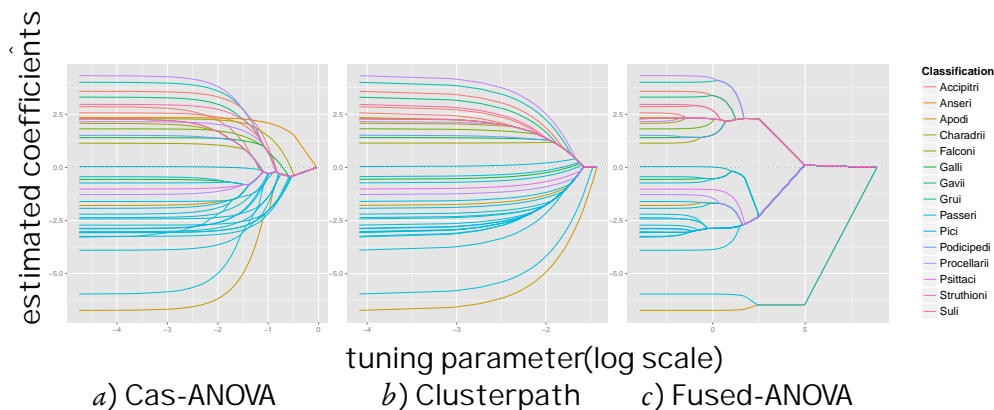 estimated coefficients
2.5
0.0
-2.5
-5.0
-4
-3
-2
-1
0
2.5
0.0
-2.5
-5.0
-4
-3
-2
2.5
0.0
-2.5
-5.0
0
5
Classification
Accipitri
Anseri
Apodi
Charadrii
Falconi
Galli
Gavii
Grui
Passeri
Pici
Podicipedi
Procellarii
Psittaci
Struthioni
Suli
tuning parameter(log scale)
a) Cas-ANOVA
b) Clusterpath
c) Fused-ANOVA